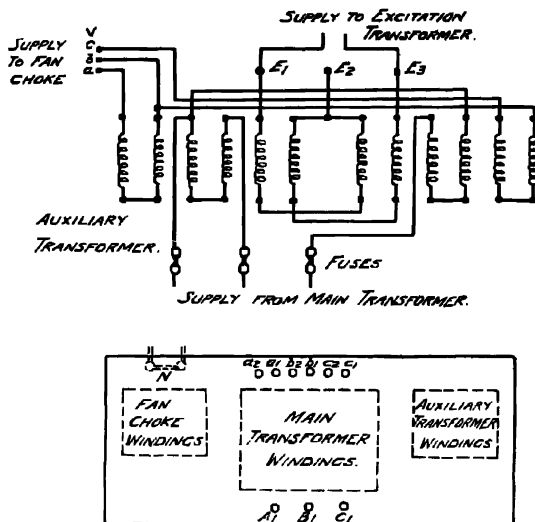 SUPPLY TO EXCITATION
TRANSFORMER.
V
SUPPLY
TO FAN
CHOKE
c
b
a
E1
E2
E3
AUXILIARY
TRANSFORMER.
FUSES
SUPPLY FROM MAIN TRANSFORMER.
N
a2 a1 b2 b1 c2 c1
FAN
CHOKE
WINDINGS
MAIN
TRANSFORMER
WINDINGS.
AUXILIARY
TRANSFORMER
WINDINGS
A1 B1 C1